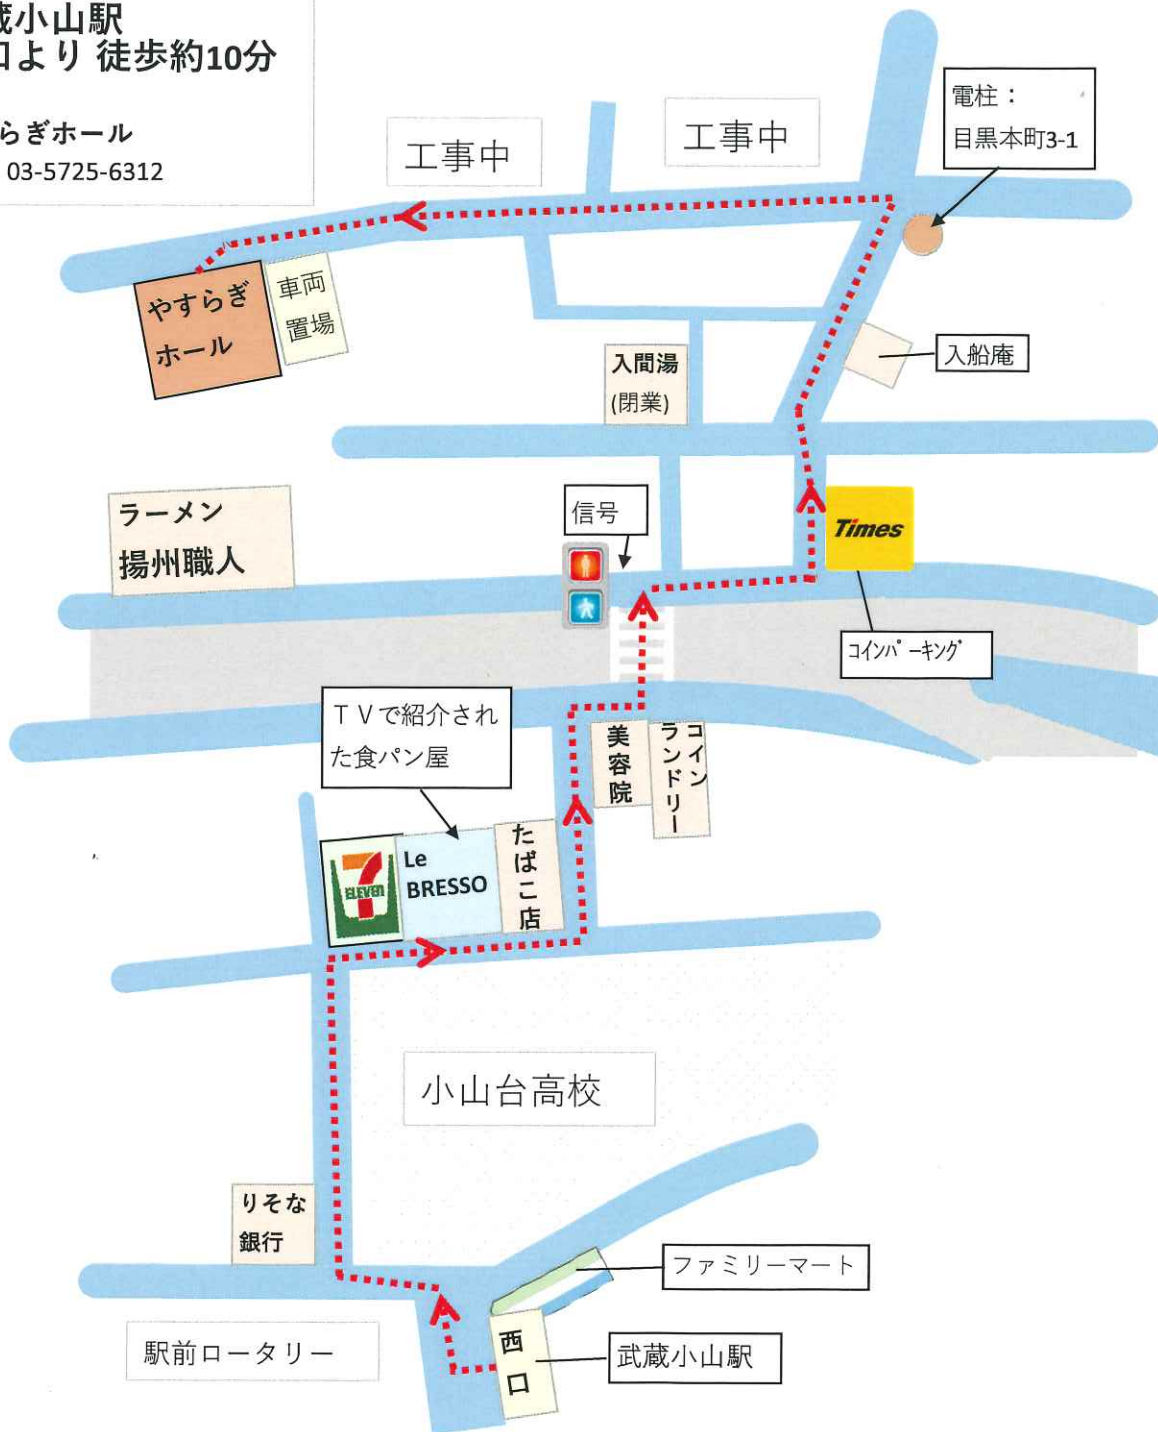 蔵小山駅
口より 徒歩約10分
らぎホール
03-5725-6312
工事中
工事中
電柱：
目黒本町3-1
やすらぎ
ホール
車両
置場
入間湯
(閉業)
入船庵
ラーメン
揚州職人
信号
Times
コインパーキング
TVで紹介され
た食パン屋
美容院
コイン
ランドリー
7
ELEVEN
Le
BRESSO
たばこ店
小山台高校
りそな
銀行
ファミリーマート
駅前ロータリー
西口
武蔵小山駅